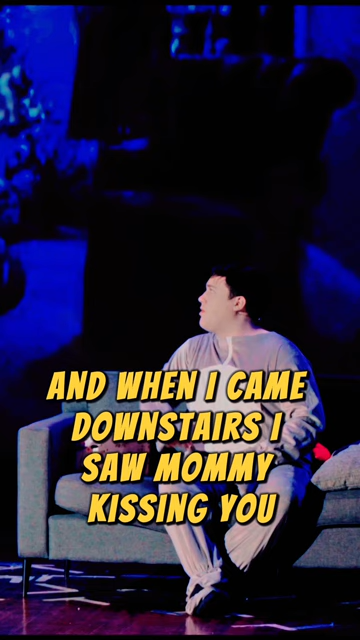 AND WHEN I CAME
DOWNSTAIRS I
SAW MOMMY
KISSING YOU